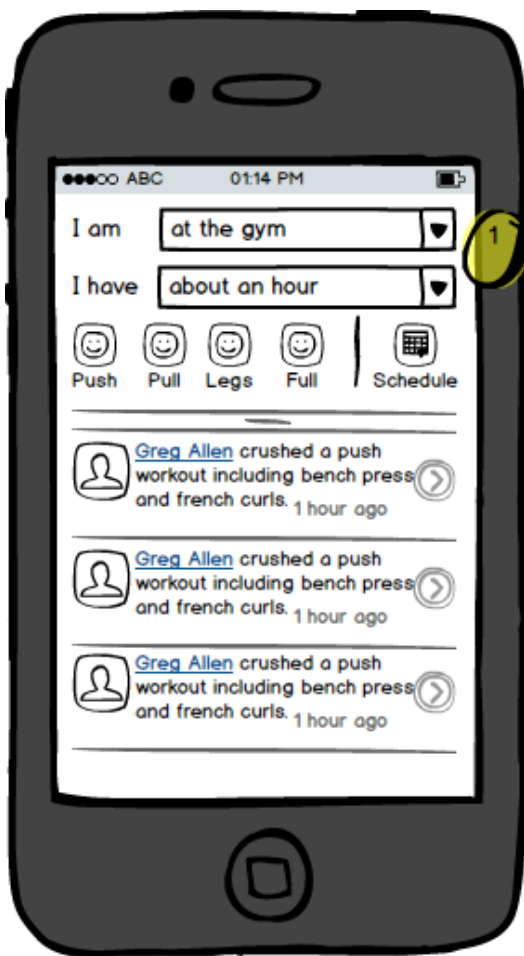 ABC 01:14 PM
I am at the gym
1
I have about an hour
Push Pull Legs Full Schedule
Greg Allen crushed a push
workout including bench press
and french curls. 1 hour ago
Greg Allen crushed a push
workout including bench press
and french curls. 1 hour ago
Greg Allen crushed a push
workout including bench press
and french curls. 1 hour ago